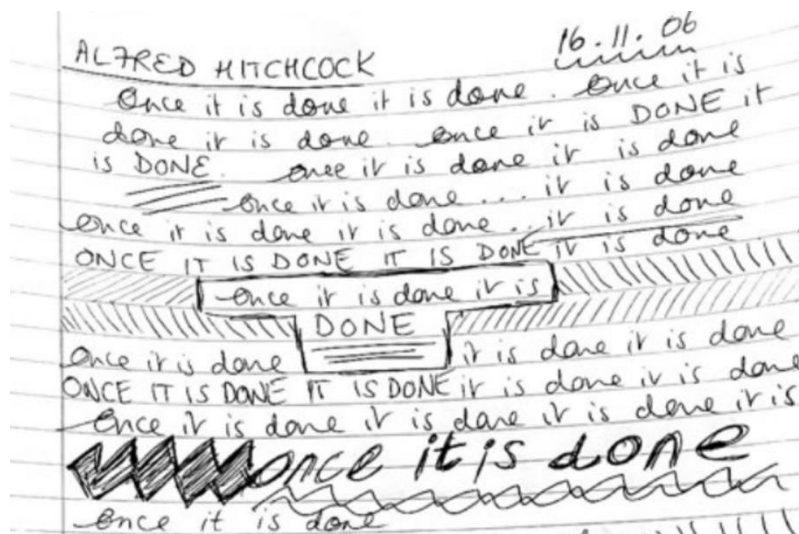 ALFRED HITCHCOCK 16.11.06
Once it is done it is done. Once it is
done it is done. Once it is DONE it
is DONE. once it is done it is done
once it is done... it is done
once it is done it is done.. it is done
ONCE IT IS DONE IT IS DONE it is done
once it is done it is
DONE
Once it is done it is done it is done
ONCE IT IS DONE IT IS DONE it is done it is done
Once it is done it is done it is done it is
once it is done
once it is done